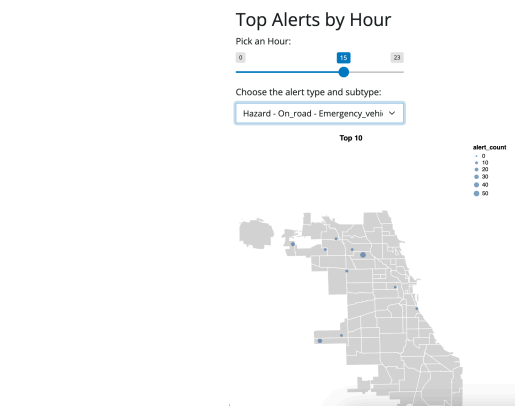 Top Alerts by Hour
Pick an Hour:
0 15 23
Choose the alert type and subtype:
Hazard - On_road - Emergency_vehi
Top 10
alert_count
0
10
20
30
40
50